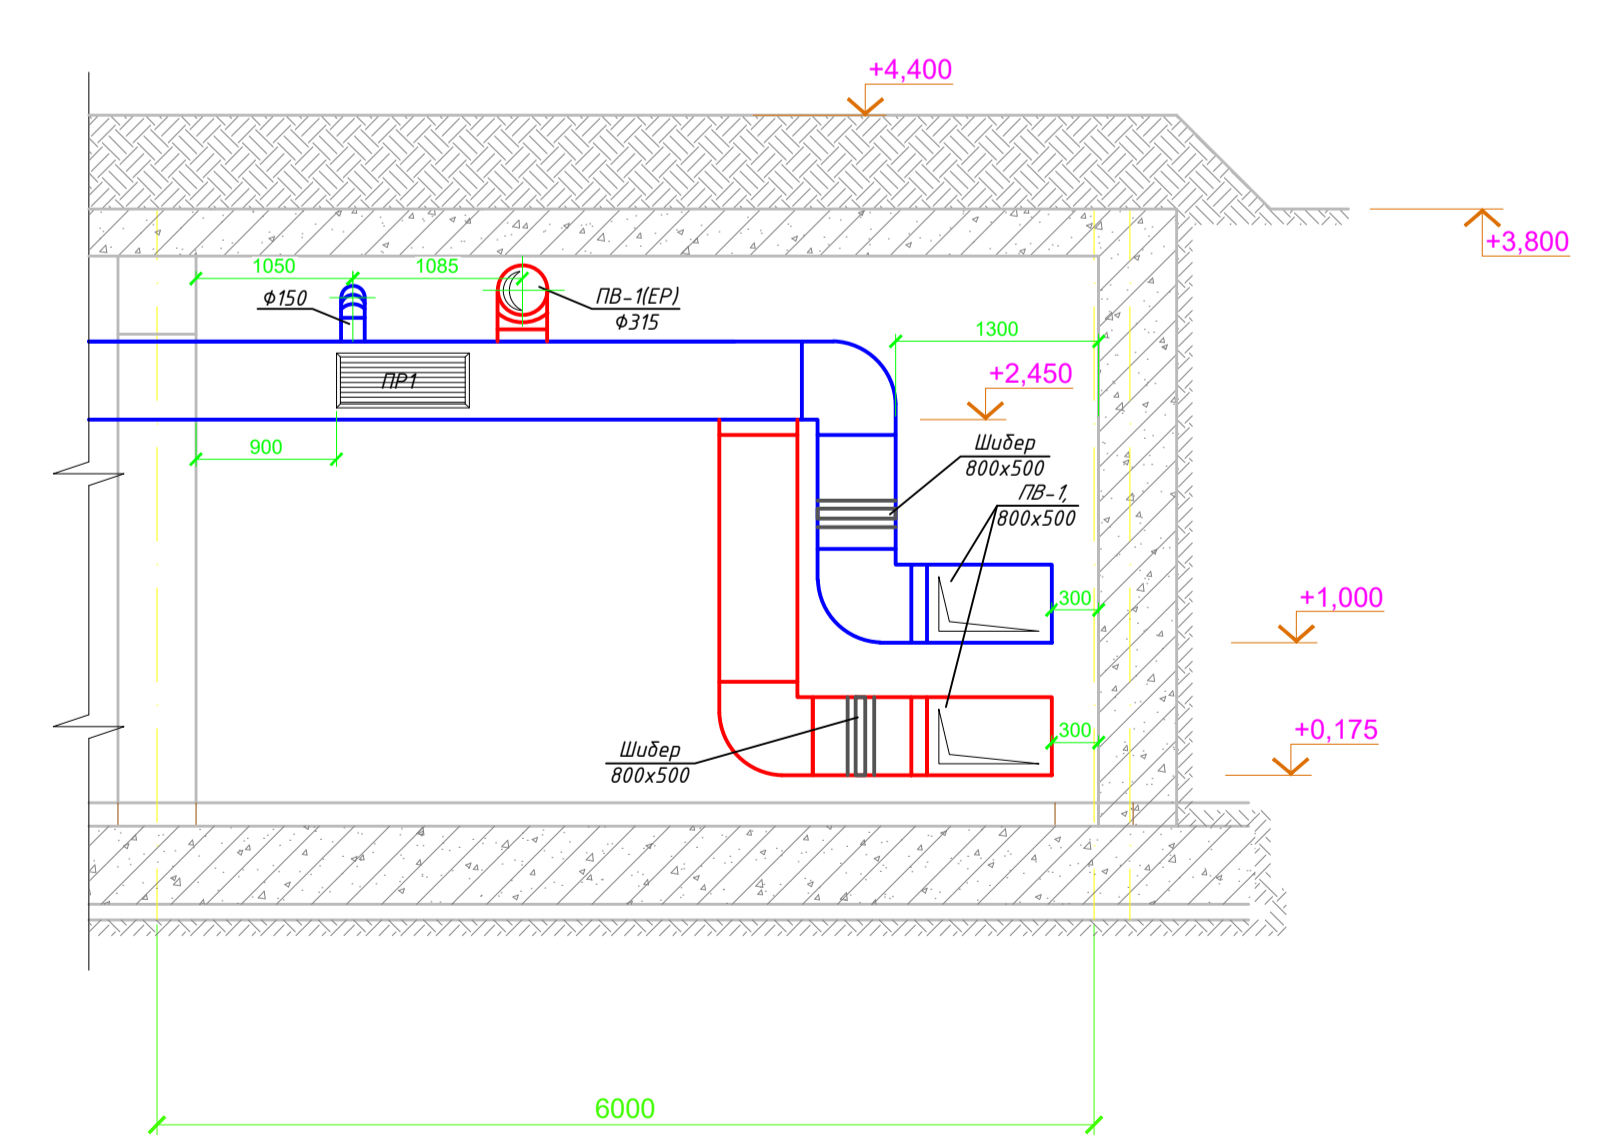 +4,400
+3,800
1050
1085
Ф150
ПВ-1(ЕР)
Ф315
1300
+2,450
ПР1
900
Шибер
800х500
ПВ-1,
800х500
300
+1,000
300
+0,175
Шибер
800х500
6000